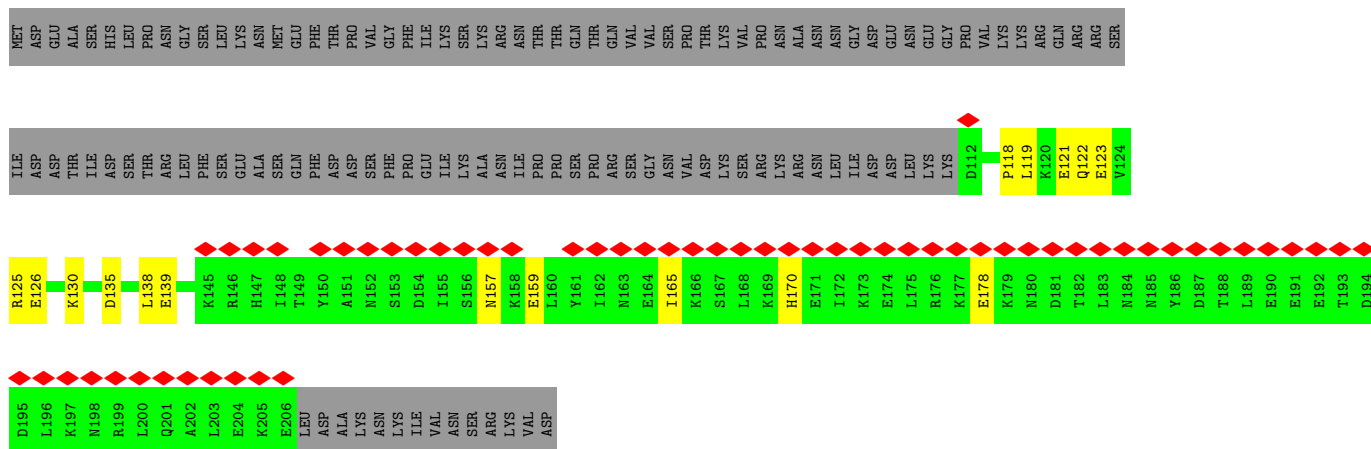 MET ASP GLU ALA SER HIS LEU PRO ASN GLY SER LEU LYS ASN MET GLU PHE THR PRO VAL GLY PHE ILE LYS SER LYS ARG ASN THR THR GLN THR GLN VAL VAL SER PRO THR LYS VAL PRO ASN ALA ASN ASN GLY ASP GLU ASN GLU GLY PRO VAL LYS LYS ARG GLN ARG ARG SER
ILE ASP ASP THR ILE ASP SER THR ARG LEU PHE SER GLU ALA SER GLN PHE ASP ASP SER PHE PRO GLU ILE LYS ALA ASN ILE PRO PRO SER PRO ARG SER GLY ASN VAL ASP LYS SER ARG LYS ARG ASN LEU ILE ASP ASP LEU LYS LYS D112 P118 L119 K120 E121 Q122 E123 V124
R125 E126 K130 D135 L138 E139 K145 R146 H147 I148 T149 Y150 A151 N152 S153 D154 I155 S156 N157 K158 E159 L160 Y161 I162 N163 E164 I165 K166 S167 L168 K169 H170 E171 I172 K173 E174 L175 R176 K177 E178 K179 N180 D181 T182 L183 N184 N185 Y186 D187 T188 L189 E190 E191 E192 T193 D194
D195 L196 K197 N198 R199 L200 Q201 A202 L203 E204 K205 E206 LEU ASP ALA LYS ASN LYS ILE VAL ASN SER ARG LYS VAL ASP